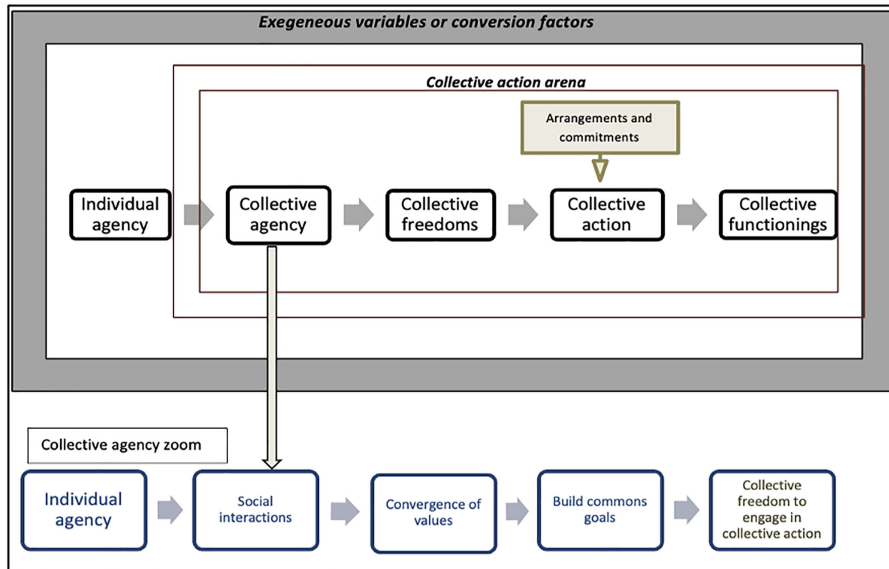 Exegeneous variables or conversion factors
Collective action arena
Arrangements and
commitments
Individual
agency
Collective
agency
Collective
freedoms
Collective
action
Collective
functionings
Collective agency zoom
Individual
agency
Social
interactions
Convergence of
values
Build commons
goals
Collective
freedom to
engage in
collective action